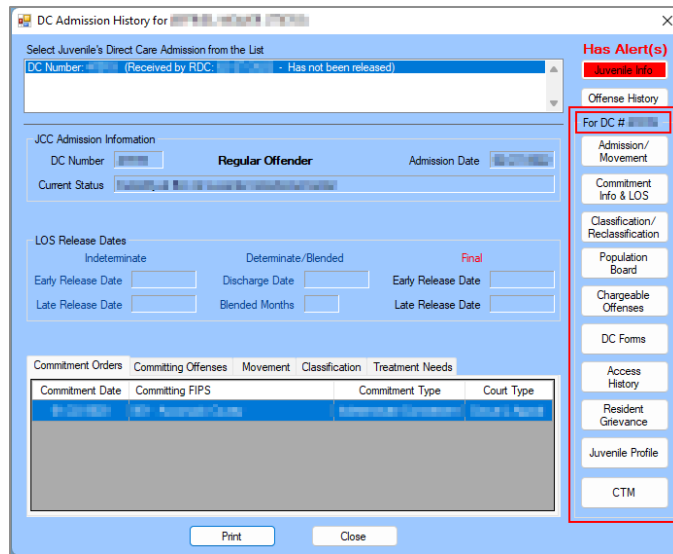 DC Admission History for
Select Juvenile's Direct Care Admission from the List
Has Alert(s)
DC Number: (Received by RDC: - Has not been released)
Juvenile Info
Offense History
For DC #
JCC Admission Information
DC Number Regular Offender Admission Date
Current Status
Admission/
Movement
Commitment
Info & LOS
Classification/
Reclassification
LOS Release Dates
Indeterminate Determinate/Blended Final
Early Release Date Discharge Date Early Release Date
Late Release Date Blended Months Late Release Date
Population
Board
Chargeable
Offenses
DC Forms
Commitment Orders Committing Offenses Movement Classification Treatment Needs
Commitment Date Committing FIPS Commitment Type Court Type
Access
History
Resident
Grievance
Juvenile Profile
CTM
Print Close